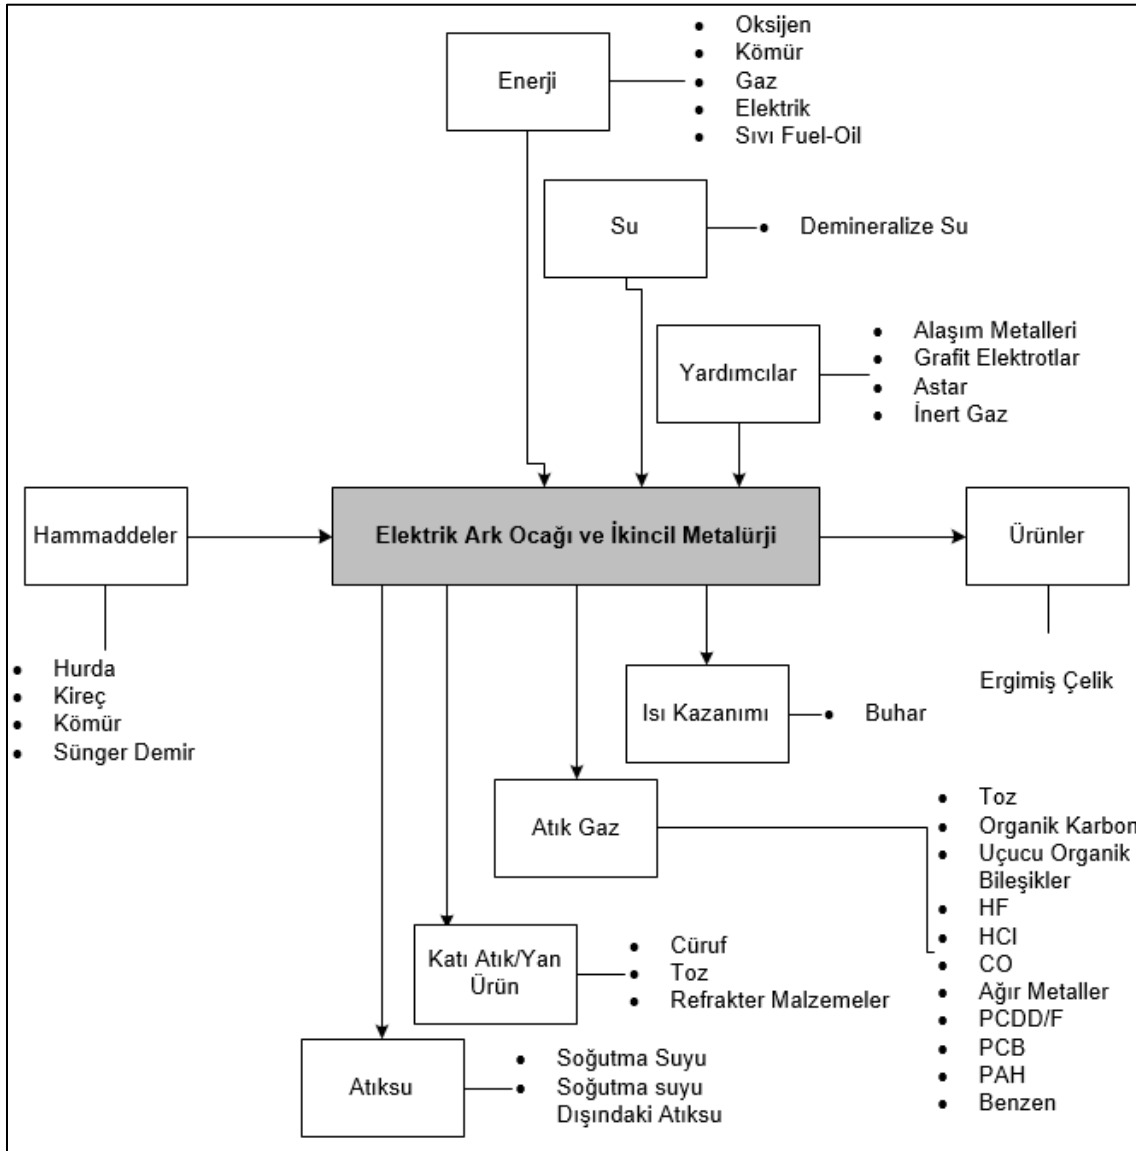 Enerji
• Oksijen
• Kömür
• Gaz
• Elektrik
• Sıvı Fuel-Oil
Su
• Demineralize Su
Yardımcılar
• Alaşım Metalleri
• Grafit Elektrotlar
• Astar
• İnert Gaz
Hammaddeler
Elektrik Ark Ocağı ve İkincil Metalürji
Ürünler
• Hurda
• Kireç
• Kömür
• Sünger Demir
Ergimiş Çelik
Isı Kazanımı
• Buhar
Atık Gaz
• Toz
• Organik Karbon
• Uçucu Organik
Bileşikler
• HF
• HCl
• CO
• Ağır Metaller
• PCDD/F
• PCB
• PAH
• Benzen
Katı Atık/Yan
Ürün
• Cüruf
• Toz
• Refrakter Malzemeler
Atıksu
• Soğutma Suyu
• Soğutma suyu
Dışındaki Atıksu